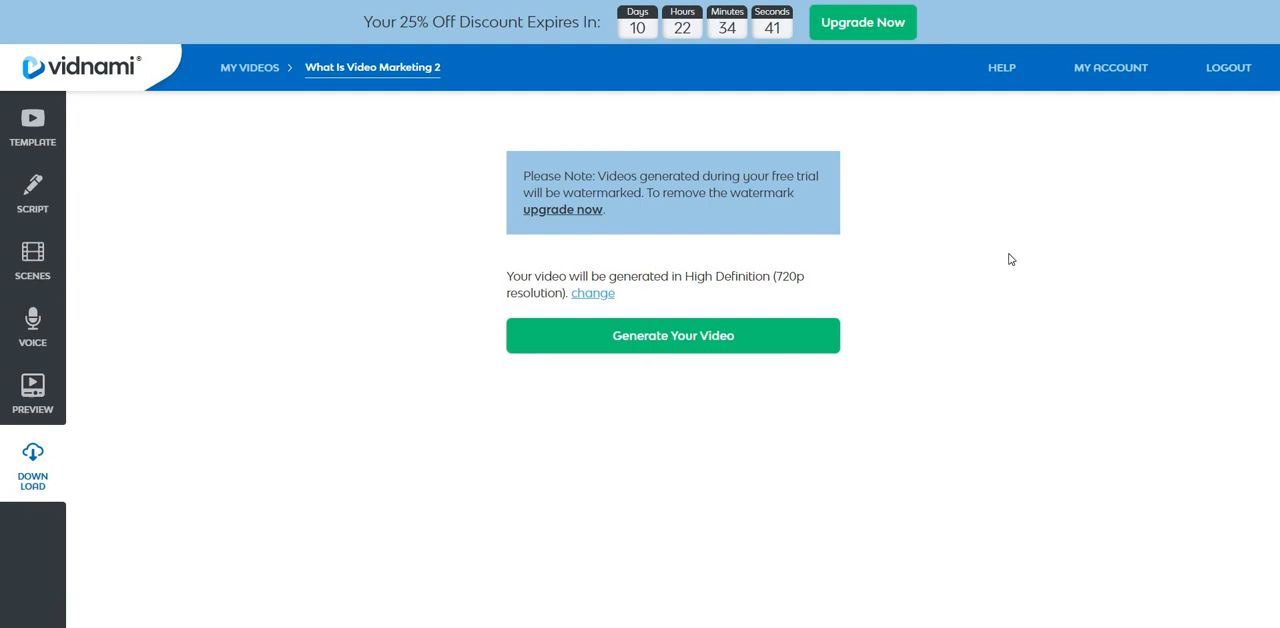 Your 25% Off Discount Expires In:
Days Hours Minutes Seconds
10 22 34 41
Upgrade Now
vidnami®
MY VIDEOS > What Is Video Marketing 2
HELP MY ACCOUNT LOGOUT
TEMPLATE
SCRIPT
SCENES
VOICE
PREVIEW
DOWN
LOAD
Please Note: Videos generated during your free trial
will be watermarked. To remove the watermark
upgrade now.
Your video will be generated in High Definition (720p
resolution). change
Generate Your Video